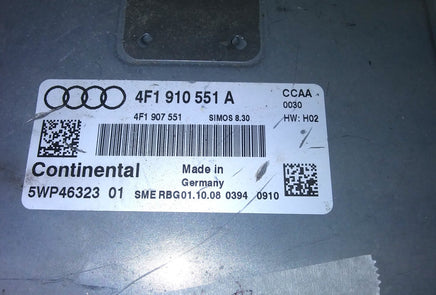 4F1 910 551 A
CCAA
0030
4F1 907 551 SIMOS 8.30 HW: H02
Continental
Made in
Germany
5WP46323 01
SME RBG01.10.08 0394 0910